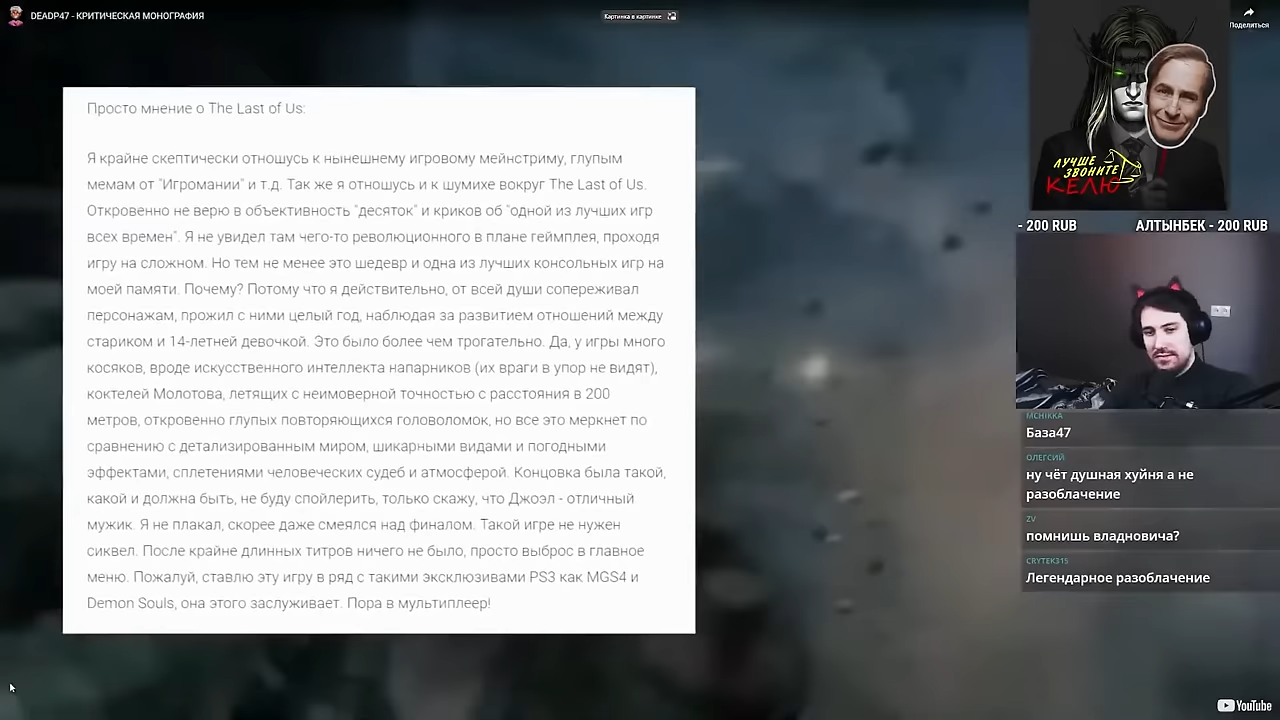 DEADP47 - КРИТИЧЕСКАЯ МОНОГРАФИЯ
Картинка в картинке
Поделиться
Просто мнение о The Last of Us:
Я крайне скептически отношусь к нынешнему игровому мейнстриму, глупым
мемам от "Игромании" и т.д. Так же я отношусь и к шумихе вокруг The Last of Us.
Откровенно не верю в объективность "десяток" и криков об "одной из лучших игр
всех времен". Я не увидел там чего-то революционного в плане геймплея, проходя
игру на сложном. Но тем не менее это шедевр и одна из лучших консольных игр на
моей памяти. Почему? Потому что я действительно, от всей души сопереживал
персонажам, прожил с ними целый год, наблюдая за развитием отношений между
стариком и 14-летней девочкой. Это было более чем трогательно. Да, у игры много
косяков, вроде искусственного интеллекта напарников (их враги в упор не видят),
коктелей Молотова, летящих с неимоверной точностью с расстояния в 200
метров, откровенно глупых повторяющихся головоломок, но все это меркнет по
сравнению с детализированным миром, шикарными видами и погодными
эффектами, сплетениями человеческих судеб и атмосферой. Концовка была такой,
какой и должна быть, не буду спойлерить, только скажу, что Джоэл - отличный
мужик. Я не плакал, скорее даже смеялся над финалом. Такой игре не нужен
сиквел. После крайне длинных титров ничего не было, просто выброс в главное
меню. Пожалуй, ставлю эту игру в ряд с такими эксклюзивами PS3 как MGS4 и
Demon Souls, она этого заслуживает. Пора в мультиплеер!
ЛУЧШЕ
ЗВОНИТЕ
КЕЛЮ
- 200 RUB АЛТЫНБЕК - 200 RUB
MCHIKKA
База47
ОЛЕГСИЙ
ну чёт душная хуйня а не
разоблачение
ZV
помнишь владновича?
CRYTEK315
Легендарное разоблачение
YouTube